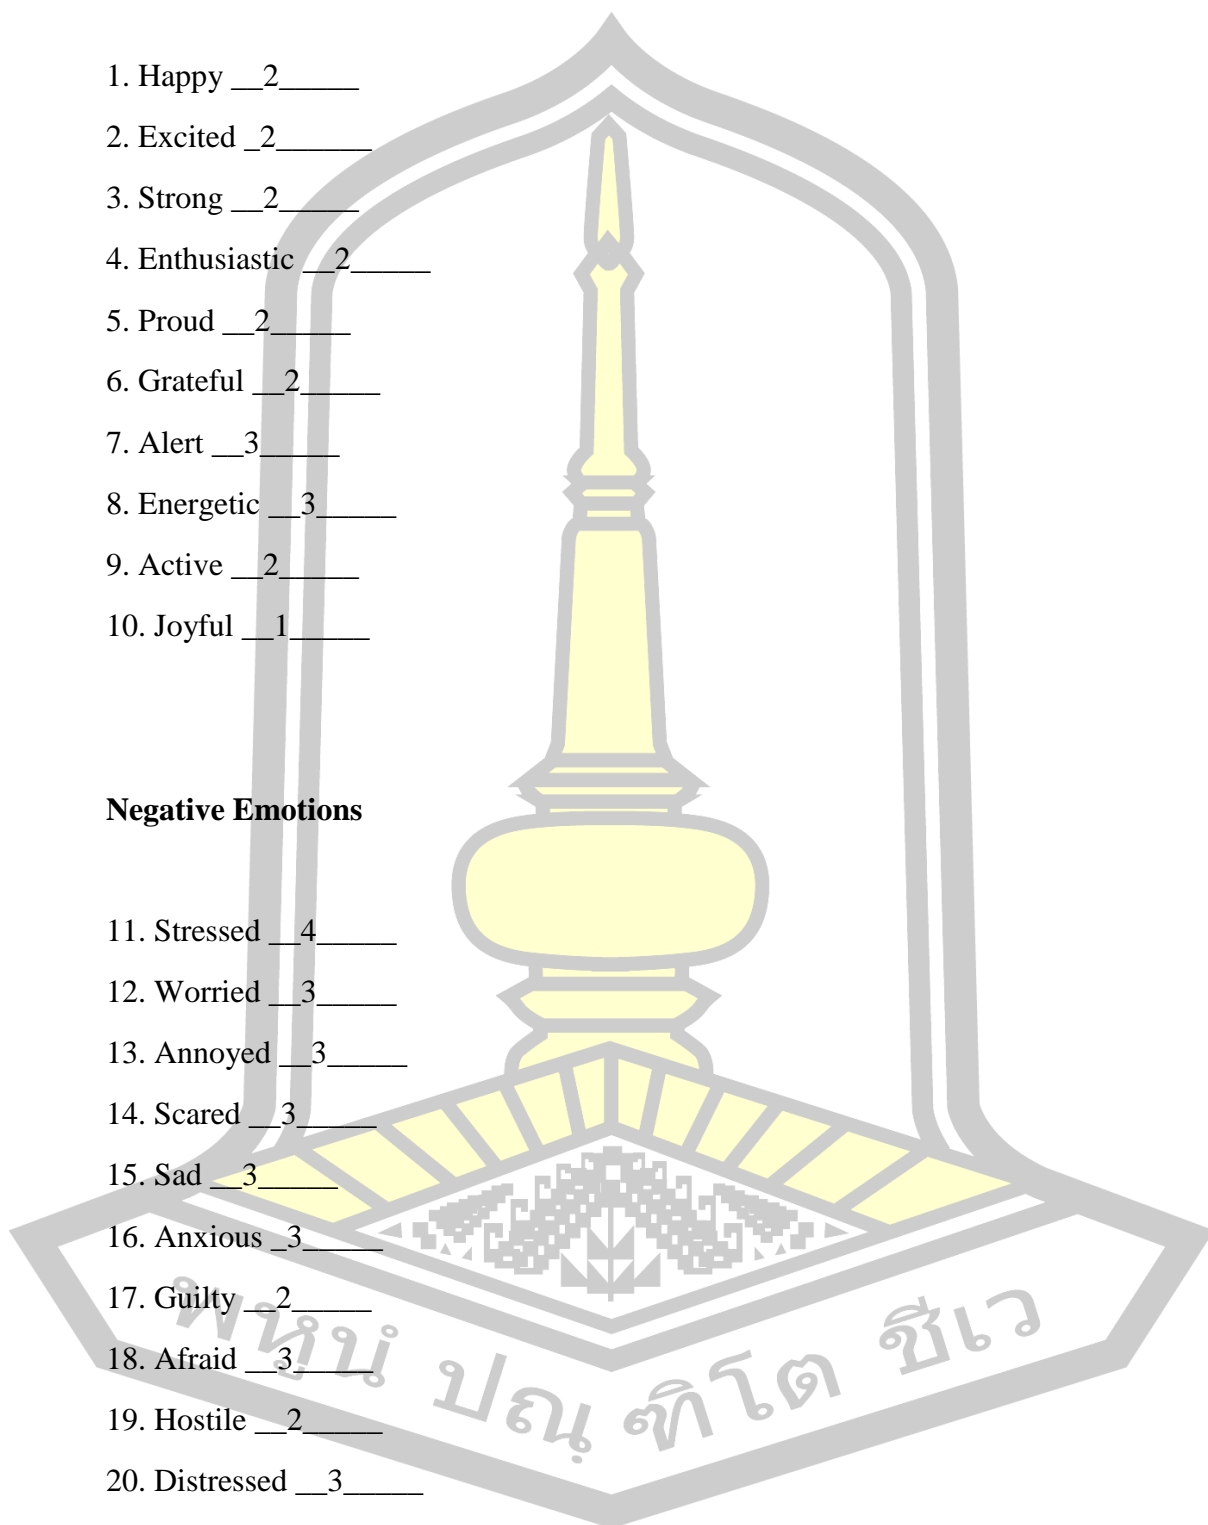 1. Happy __2_____
2. Excited _2______
3. Strong __2_____
4. Enthusiastic __2_____
5. Proud __2_____
6. Grateful __2_____
7. Alert __3_____
8. Energetic __3_____
9. Active __2_____
10. Joyful __1_____
Negative Emotions
11. Stressed __4_____
12. Worried __3_____
13. Annoyed __3_____
14. Scared __3_____
15. Sad __3_____
16. Anxious _3_____
17. Guilty __2_____
18. Afraid __3_____
19. Hostile __2_____
20. Distressed __3_____
พหูนํ ปณฺฑิโต ชีเว